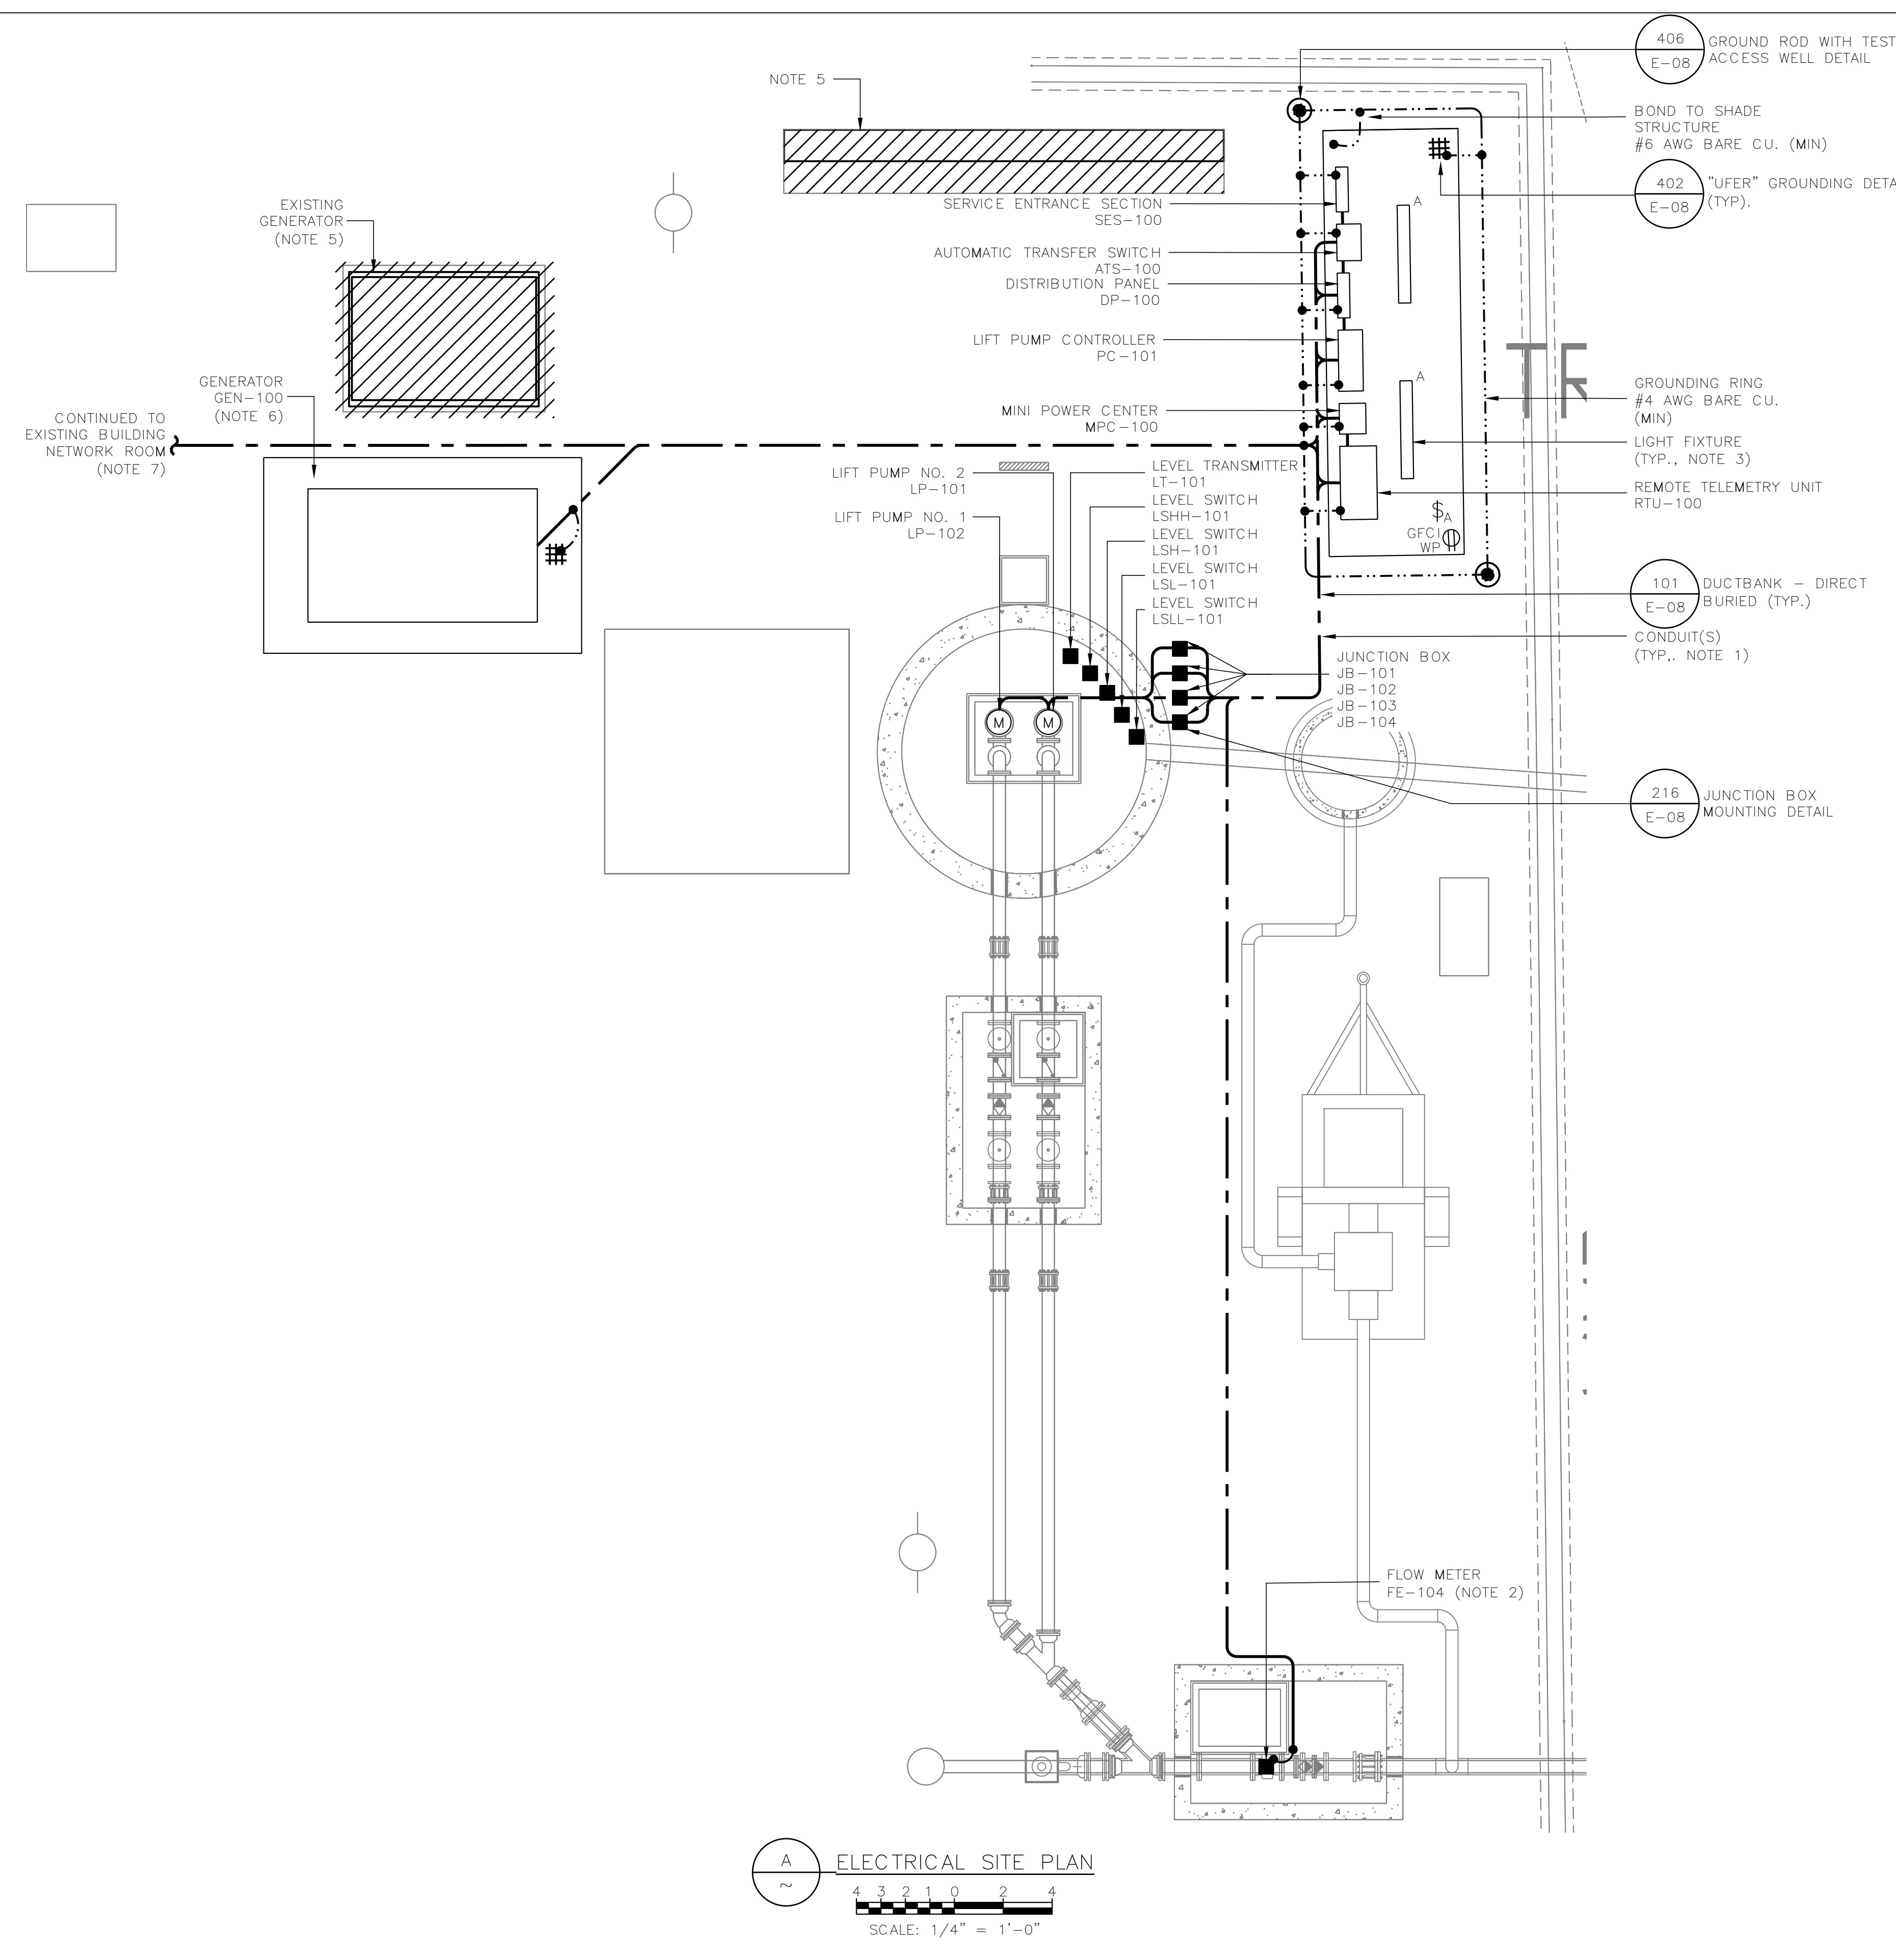 406
E-08
GROUND ROD WITH TEST
ACCESS WELL DETAIL
NOTE 5
BOND TO SHADE
STRUCTURE
#6 AWG BARE CU. (MIN)
402
E-08
"UFER" GROUNDING DETA
(TYP).
EXISTING
GENERATOR
(NOTE 5)
SERVICE ENTRANCE SECTION
SES-100
AUTOMATIC TRANSFER SWITCH
ATS-100
DISTRIBUTION PANEL
DP-100
LIFT PUMP CONTROLLER
PC-101
MINI POWER CENTER
MPC-100
A
A
GENERATOR
GEN-100
(NOTE 6)
CONTINUED TO
EXISTING BUILDING
NETWORK ROOM
(NOTE 7)
GROUNDING RING
#4 AWG BARE CU.
(MIN)
LIGHT FIXTURE
(TYP., NOTE 3)
REMOTE TELEMETRY UNIT
RTU-100
LIFT PUMP NO. 2
LP-101
LIFT PUMP NO. 1
LP-102
LEVEL TRANSMITTER
LT-101
LEVEL SWITCH
LSHH-101
LEVEL SWITCH
LSH-101
LEVEL SWITCH
LSL-101
LEVEL SWITCH
LSLL-101
$A
GFCI
WP
101
E-08
DUCTBANK - DIRECT
BURIED (TYP.)
CONDUIT(S)
(TYP,. NOTE 1)
JUNCTION BOX
JB-101
JB-102
JB-103
JB-104
M
M
216
E-08
JUNCTION BOX
MOUNTING DETAIL
FLOW METER
FE-104 (NOTE 2)
A
~
ELECTRICAL SITE PLAN
4 3 2 1 0 2 4
SCALE: 1/4" = 1'-0"